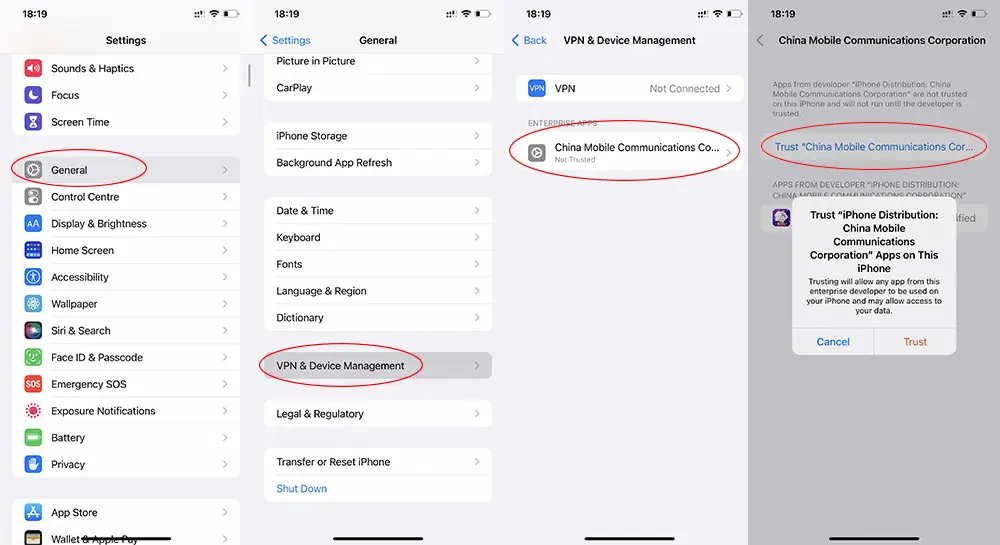 18:19
Settings
Sounds & Haptics
Focus
Screen Time
General
Control Centre
Display & Brightness
AA
Home Screen
Accessibility
Wallpaper
Siri & Search
Face ID & Passcode
SOS
Emergency SOS
Exposure Notifications
Battery
Privacy
App Store
Wallet & Apple Pay
18:19
Settings
General
Picture in Picture
CarPlay
iPhone Storage
Background App Refresh
Date & Time
Keyboard
Fonts
Language & Region
Dictionary
VPN & Device Management
Legal & Regulatory
Transfer or Reset iPhone
Shut Down
18:19
Back
VPN & Device Management
VPN
VPN
Not Connected
ENTERPRISE APPS
China Mobile Communications Co...
Not Trusted
18:19
China Mobile Communications Corporation
Apps from developer "iPhone Distribution: China
Mobile Communications Corporation" are not trusted
on this iPhone and will not run until the developer is
trusted.
Trust "China Mobile Communications Cor...
APPS FROM DEVELOPER "IPHONE DISTRIBUTION:
CHINA MOBILE COMMUNICATIONS CORPORATION"
Trust "iPhone Distribution:
China Mobile
Communications
Corporation" Apps on This
iPhone
Trusting will allow any app from this
enterprise developer to be used on
your iPhone and may allow access to
your data.
Cancel
Trust